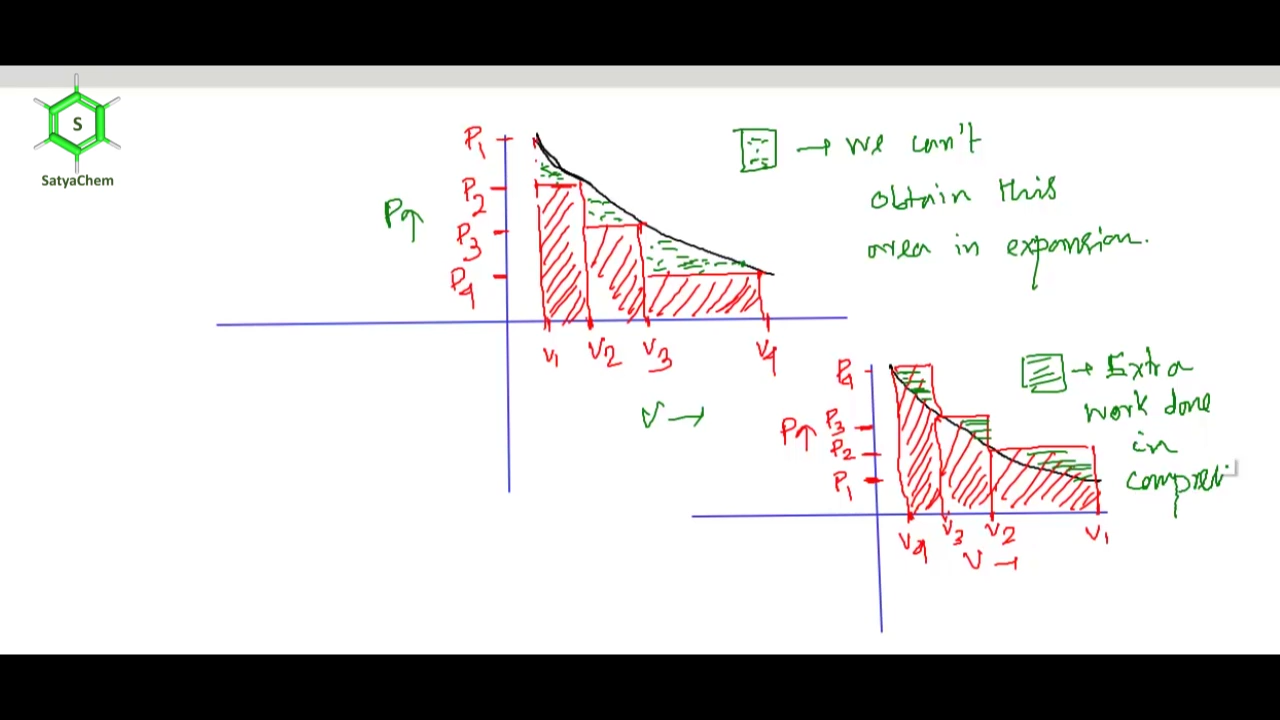 S
SatyaChem
P1
P2
P3
P4
P↑
V1 V2 V3 V4
V →
→ We can't
obtain this
area in expansion.
P4
P3
P2
P1
P↑
V4 V3 V2 V1
V →
→ Extra
work done
in